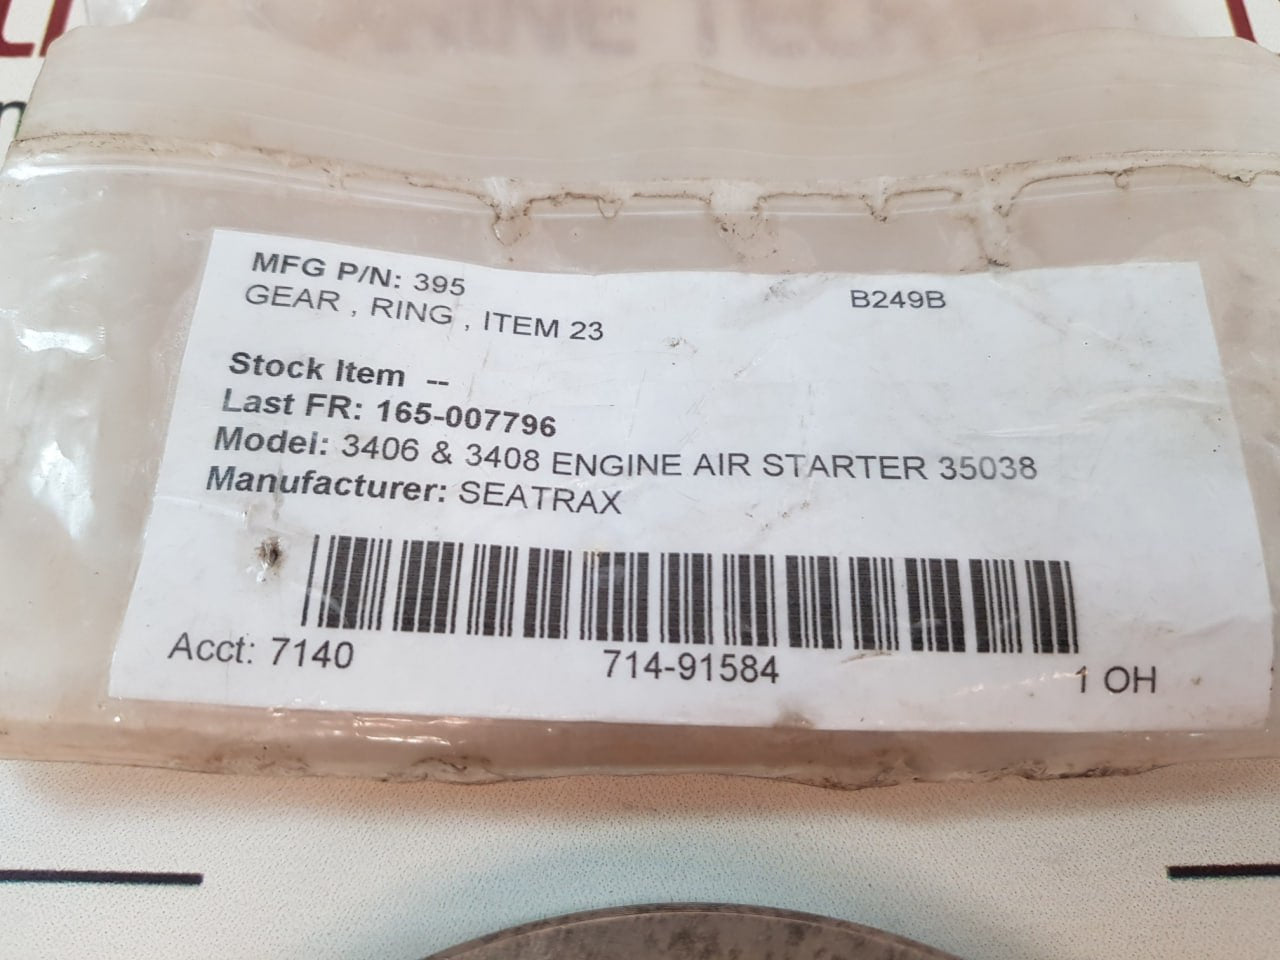 MFG P/N: 395
B249B
GEAR , RING , ITEM 23
Stock Item --
Last FR: 165-007796
Model: 3406 & 3408 ENGINE AIR STARTER 35038
Manufacturer: SEATRAX
Acct: 7140
714-91584
1 OH